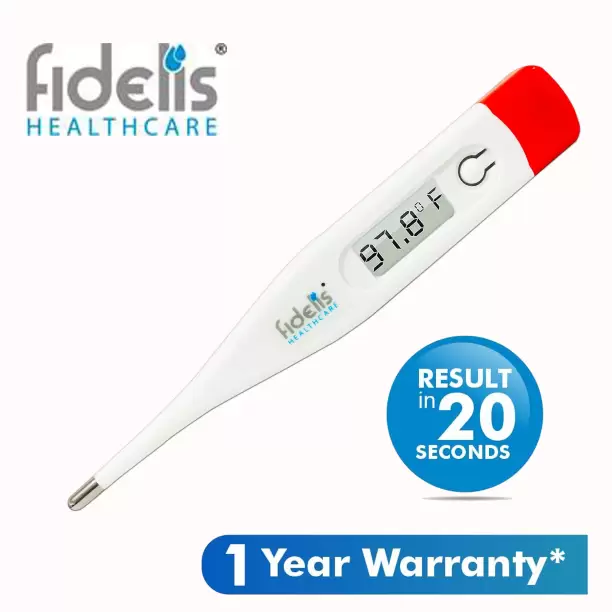 fidelis®
HEALTHCARE
97.8°F
fidelis
HEALTHCARE
RESULT
in 20
SECONDS
1 Year Warranty*